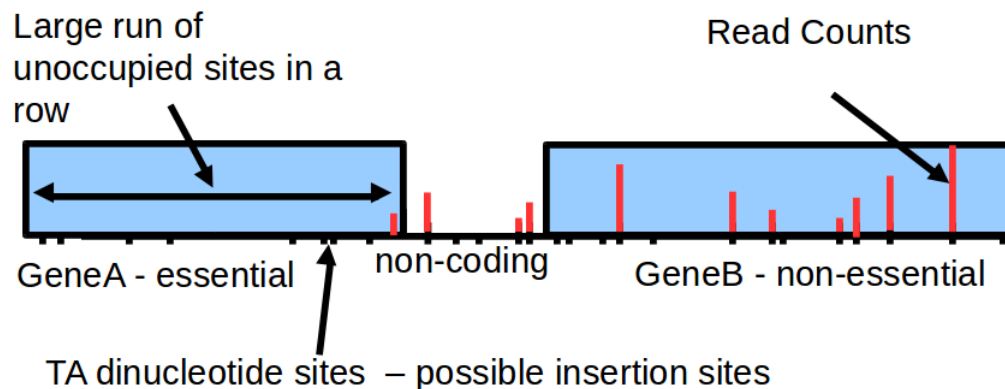 Large run of
unoccupied sites in a
row
Read Counts
GeneA - essential
non-coding
GeneB - non-essential
TA dinucleotide sites – possible insertion sites